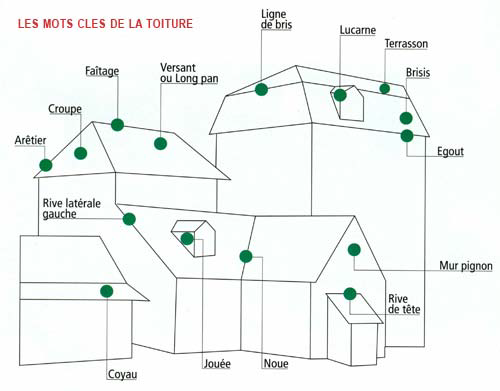 LES MOTS CLES DE LA TOITURE
Ligne
de bris
Lucarne
Terrasson
Versant
ou Long pan
Faîtage
Brisis
Croupe
Arêtier
Egout
Rive latérale
gauche
Mur pignon
Rive
de tête
Coyau
Jouée
Noue